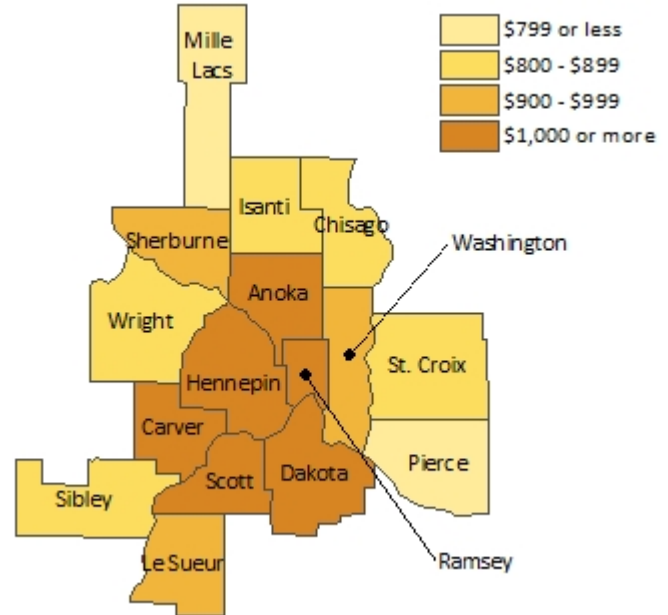 Mille
Lacs
$799 or less
$800 - $899
$900 - $999
$1,000 or more
Isanti
Chisago
Sherburne
Washington
Anoka
Wright
St. Croix
Hennepin
Carver
Pierce
Scott
Dakota
Sibley
Le Sueur
Ramsey